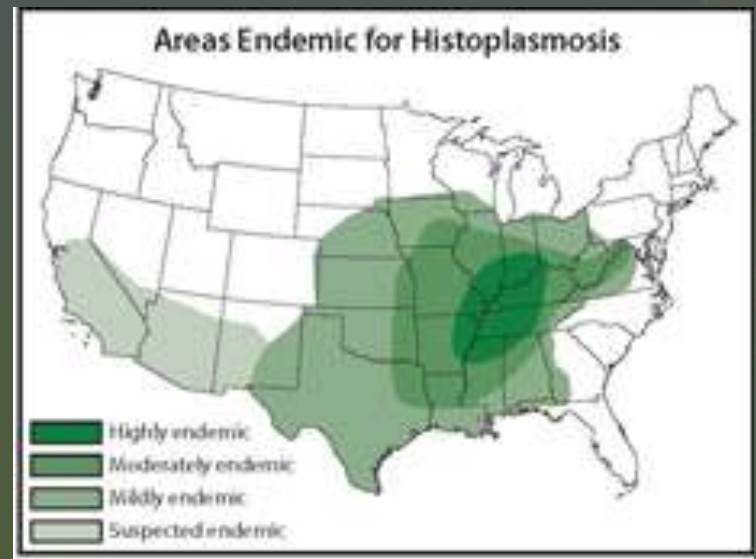 Areas Endemic for Histoplasmosis
Highly endemic
Moderately endemic
Mildly endemic
Suspected endemic